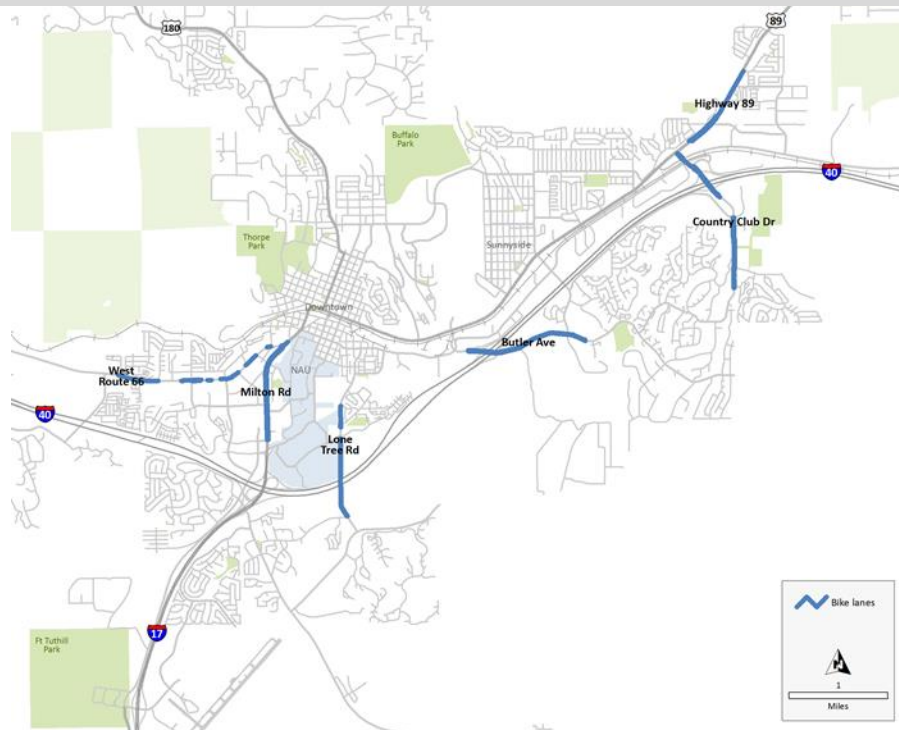 180
89
Highway 89
Buffalo
Park
40
Country Club Dr
Thorpe
Park
Sunnyside
Downtown
Butler Ave
West
Route 66
NAU
Milton Rd
40
Lone
Tree Rd
Bike lanes
17
Ft Tuthill
Park
N
1
Miles